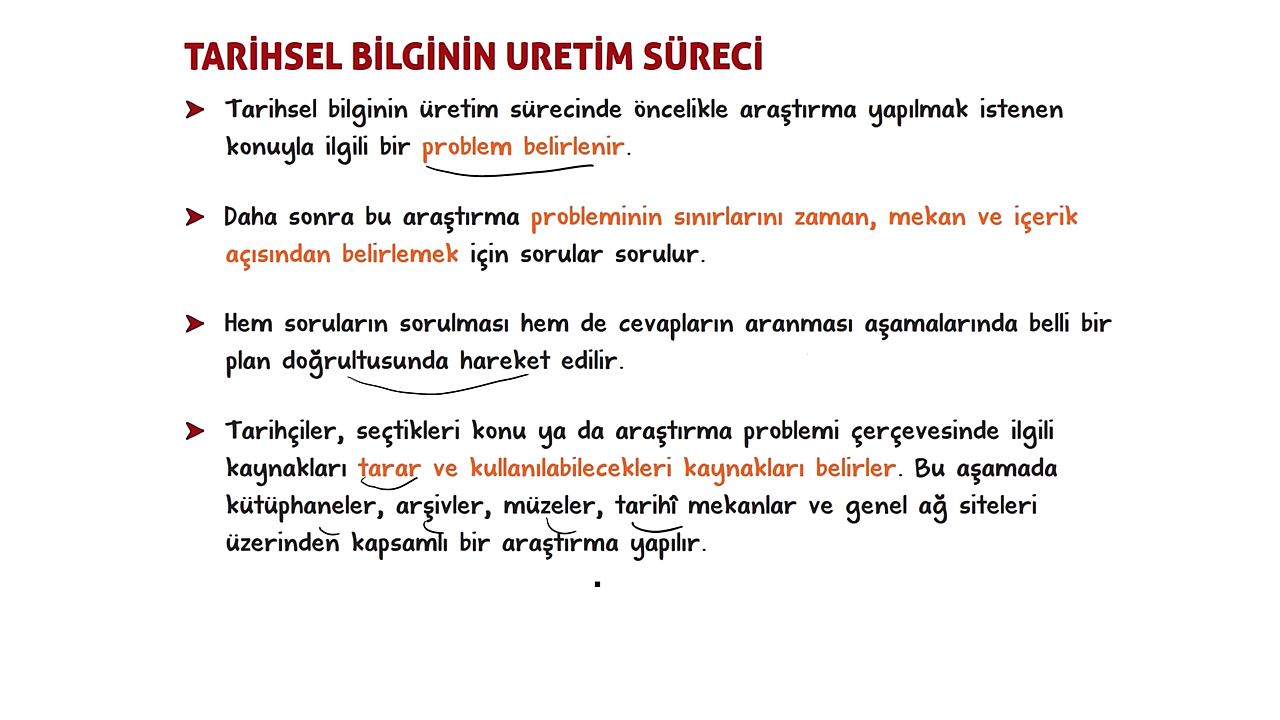 TARİHSEL BİLGİNİN URETİM SÜRECİ
➤ Tarihsel bilginin üretim sürecinde öncelikle araştırma yapılmak istenen
konuyla ilgili bir problem belirlenir.
➤ Daha sonra bu araştırma probleminin sınırlarını zaman, mekan ve içerik
açısından belirlemek için sorular sorulur.
➤ Hem soruların sorulması hem de cevapların aranması aşamalarında belli bir
plan doğrultusunda hareket edilir.
➤ Tarihçiler, seçtikleri konu ya da araştırma problemi çerçevesinde ilgili
kaynakları tarar ve kullanılabilecekleri kaynakları belirler. Bu aşamada
kütüphaneler, arşivler, müzeler, tarihî mekanlar ve genel ağ siteleri
üzerinden kapsamlı bir araştırma yapılır.